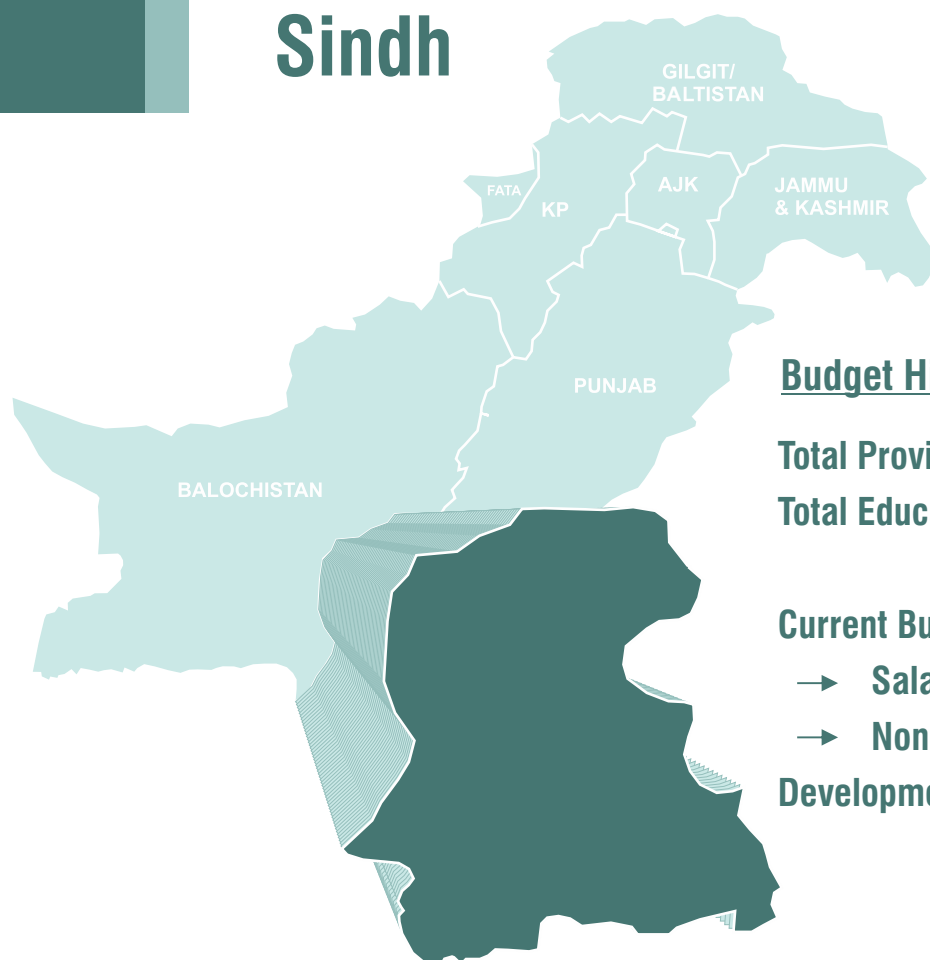 Sindh
GILGIT/
BALTISTAN
FATA
KP
AJK
JAMMU
& KASHMIR
PUNJAB
BALOCHISTAN
Budget H
Total Provi
Total Educ
Current Bu
→ Sala
→ Non
Developme